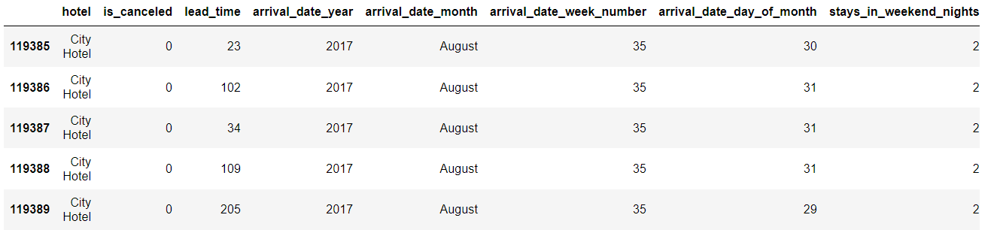 hotel is_canceled lead_time arrival_date_year arrival_date_month arrival_date_week_number arrival_date_day_of_month stays_in_weekend_nights
119385 City Hotel 0 23 2017 August 35 30 2
119386 City Hotel 0 102 2017 August 35 31 2
119387 City Hotel 0 34 2017 August 35 31 2
119388 City Hotel 0 109 2017 August 35 31 2
119389 City Hotel 0 205 2017 August 35 29 2